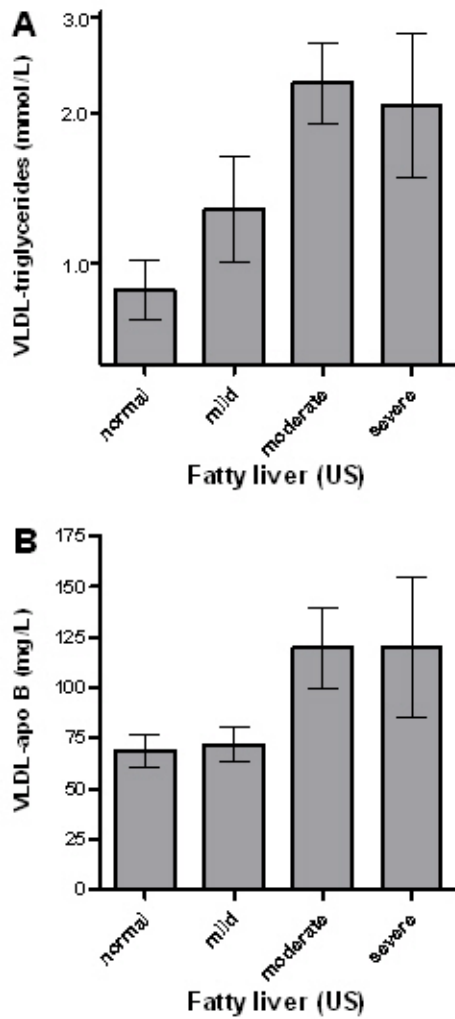 A
VLDL-triglycerides (mmol/L)
3.0
2.0
1.0
normal
mild
moderate
severe
Fatty liver (US)
B
VLDL-apo B (mg/L)
175
150
125
100
75
50
25
0
normal
mild
moderate
severe
Fatty liver (US)